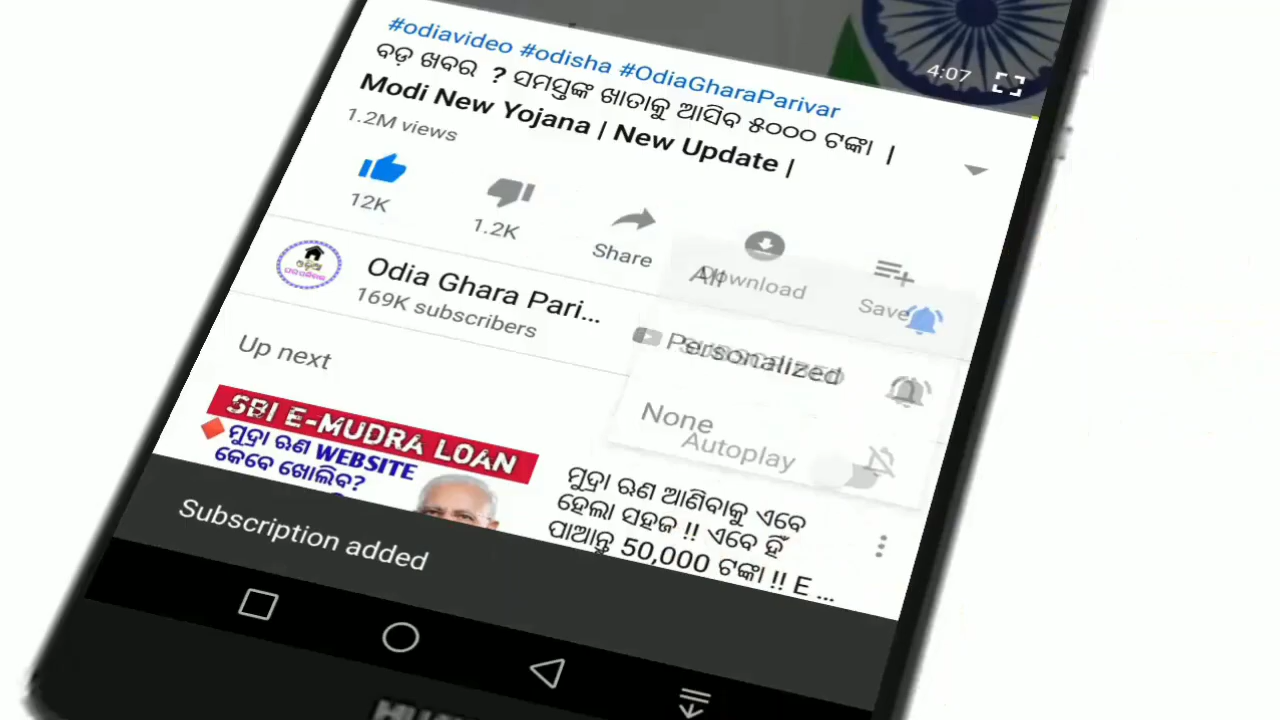 4:07
#odiavideo #odisha #OdiaGharaParivar
ବଡ଼ ଖବର ? ସମସ୍ତଙ୍କ ଖାତାକୁ ଆସିବ ୫୦୦୦ ଟଙ୍କା |
Modi New Yojana | New Update |
1.2M views
12K
1.2K
Share
Download
Save
All
Odia Ghara Pari...
169K subscribers
Personalized
SUBSCRIBED
None
Up next
Autoplay
SBI E-MUDRA LOAN
ମୁଦ୍ରା ଋଣ WEBSITE
କେବେ ଖୋଲିବ?
ମୁଦ୍ରା ଋଣ ଆଣିବାକୁ ଏବେ
ହେଲା ସହଜ !! ଏବେ ହିଁ
ପାଆନ୍ତୁ 50,000 ଟଙ୍କା !! E ...
Subscription added